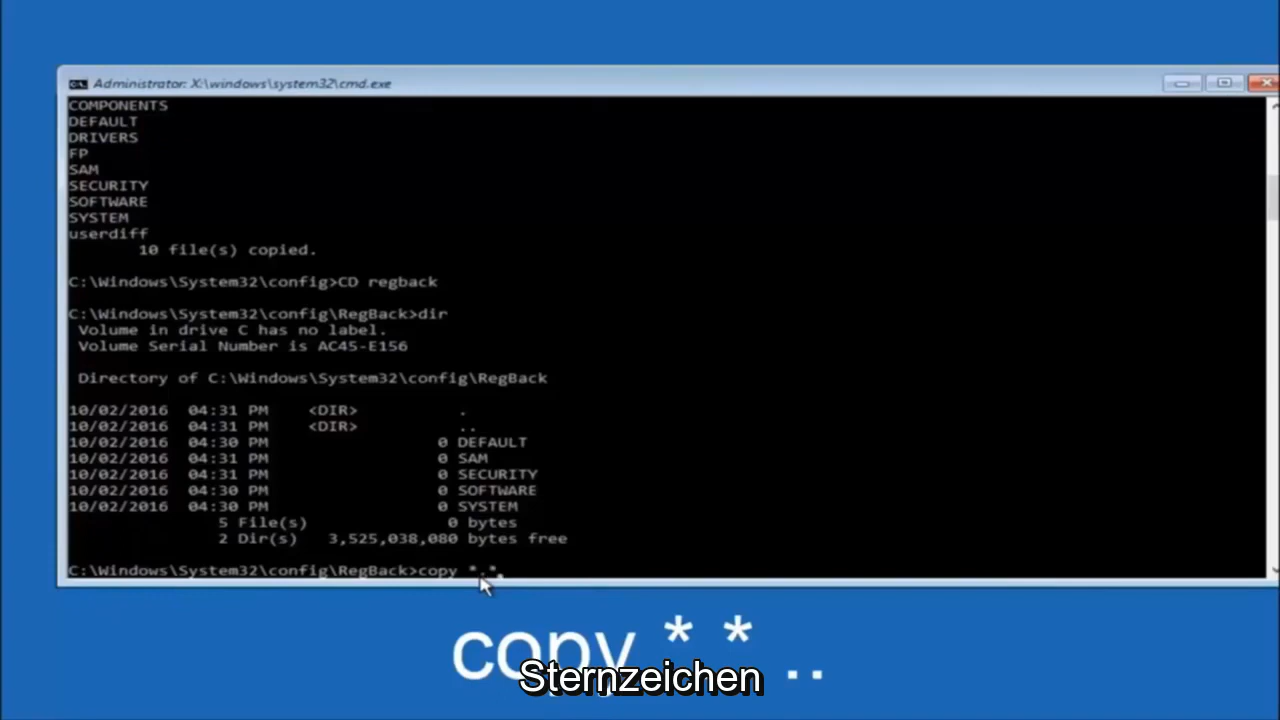 Administrator: X:\windows\system32\cmd.exe
COMPONENTS
DEFAULT
DRIVERS
FP
SAM
SECURITY
SOFTWARE
SYSTEM
userdiff
10 file(s) copied.
C:\Windows\System32\config>CD regback
C:\Windows\System32\config\RegBack>dir
Volume in drive C has no label.
Volume Serial Number is AC45-E156
Directory of C:\Windows\System32\config\RegBack
10/02/2016 04:31 PM <DIR> .
10/02/2016 04:31 PM <DIR> ..
10/02/2016 04:30 PM 0 DEFAULT
10/02/2016 04:31 PM 0 SAM
10/02/2016 04:31 PM 0 SECURITY
10/02/2016 04:30 PM 0 SOFTWARE
10/02/2016 04:30 PM 0 SYSTEM
5 File(s) 0 bytes
2 Dir(s) 3,525,038,080 bytes free
C:\Windows\System32\config\RegBack>copy *.*
copy * * ..
Sternzeichen